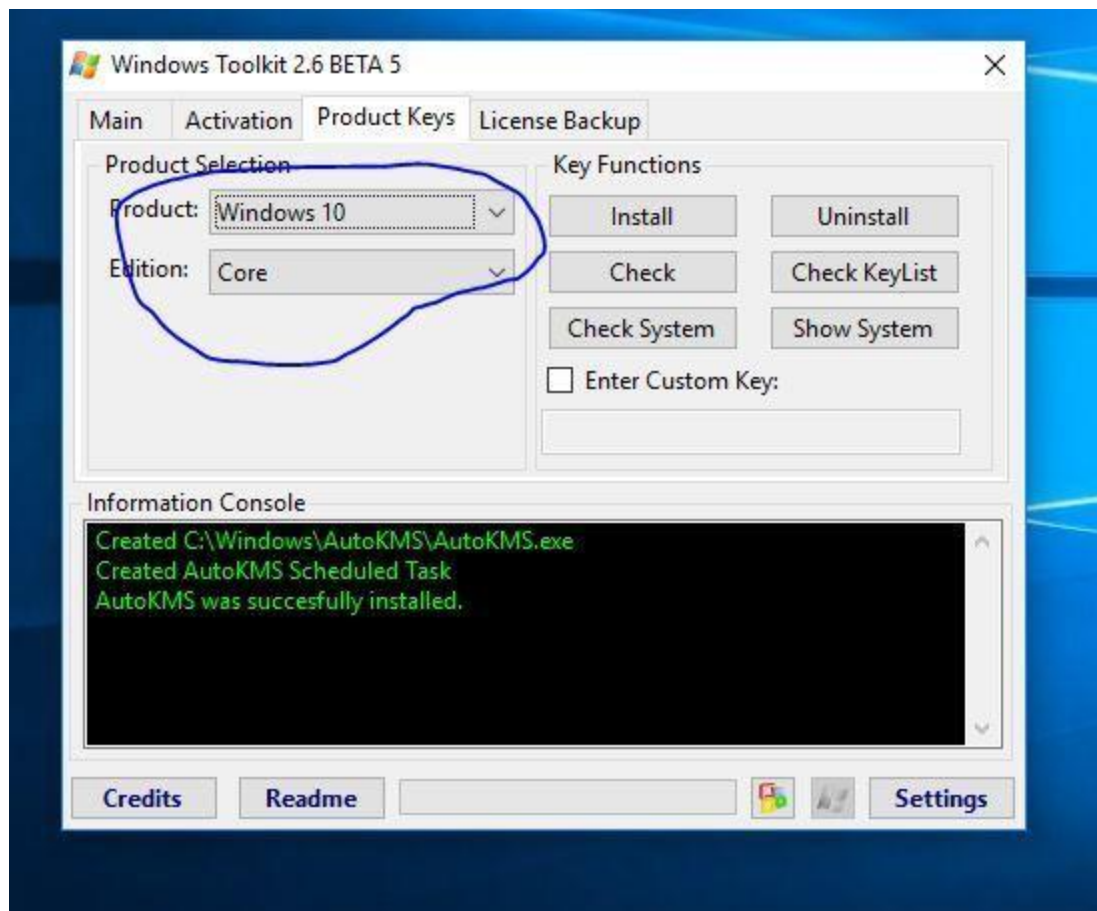 Windows Toolkit 2.6 BETA 5
Main Activation Product Keys License Backup
Product Selection
Product: Windows 10
Edition: Core
Key Functions
Install Uninstall
Check Check KeyList
Check System Show System
Enter Custom Key:
Information Console
Created C:\Windows\AutoKMS\AutoKMS.exe
Created AutoKMS Scheduled Task
AutoKMS was succesfully installed.
Credits Readme Settings